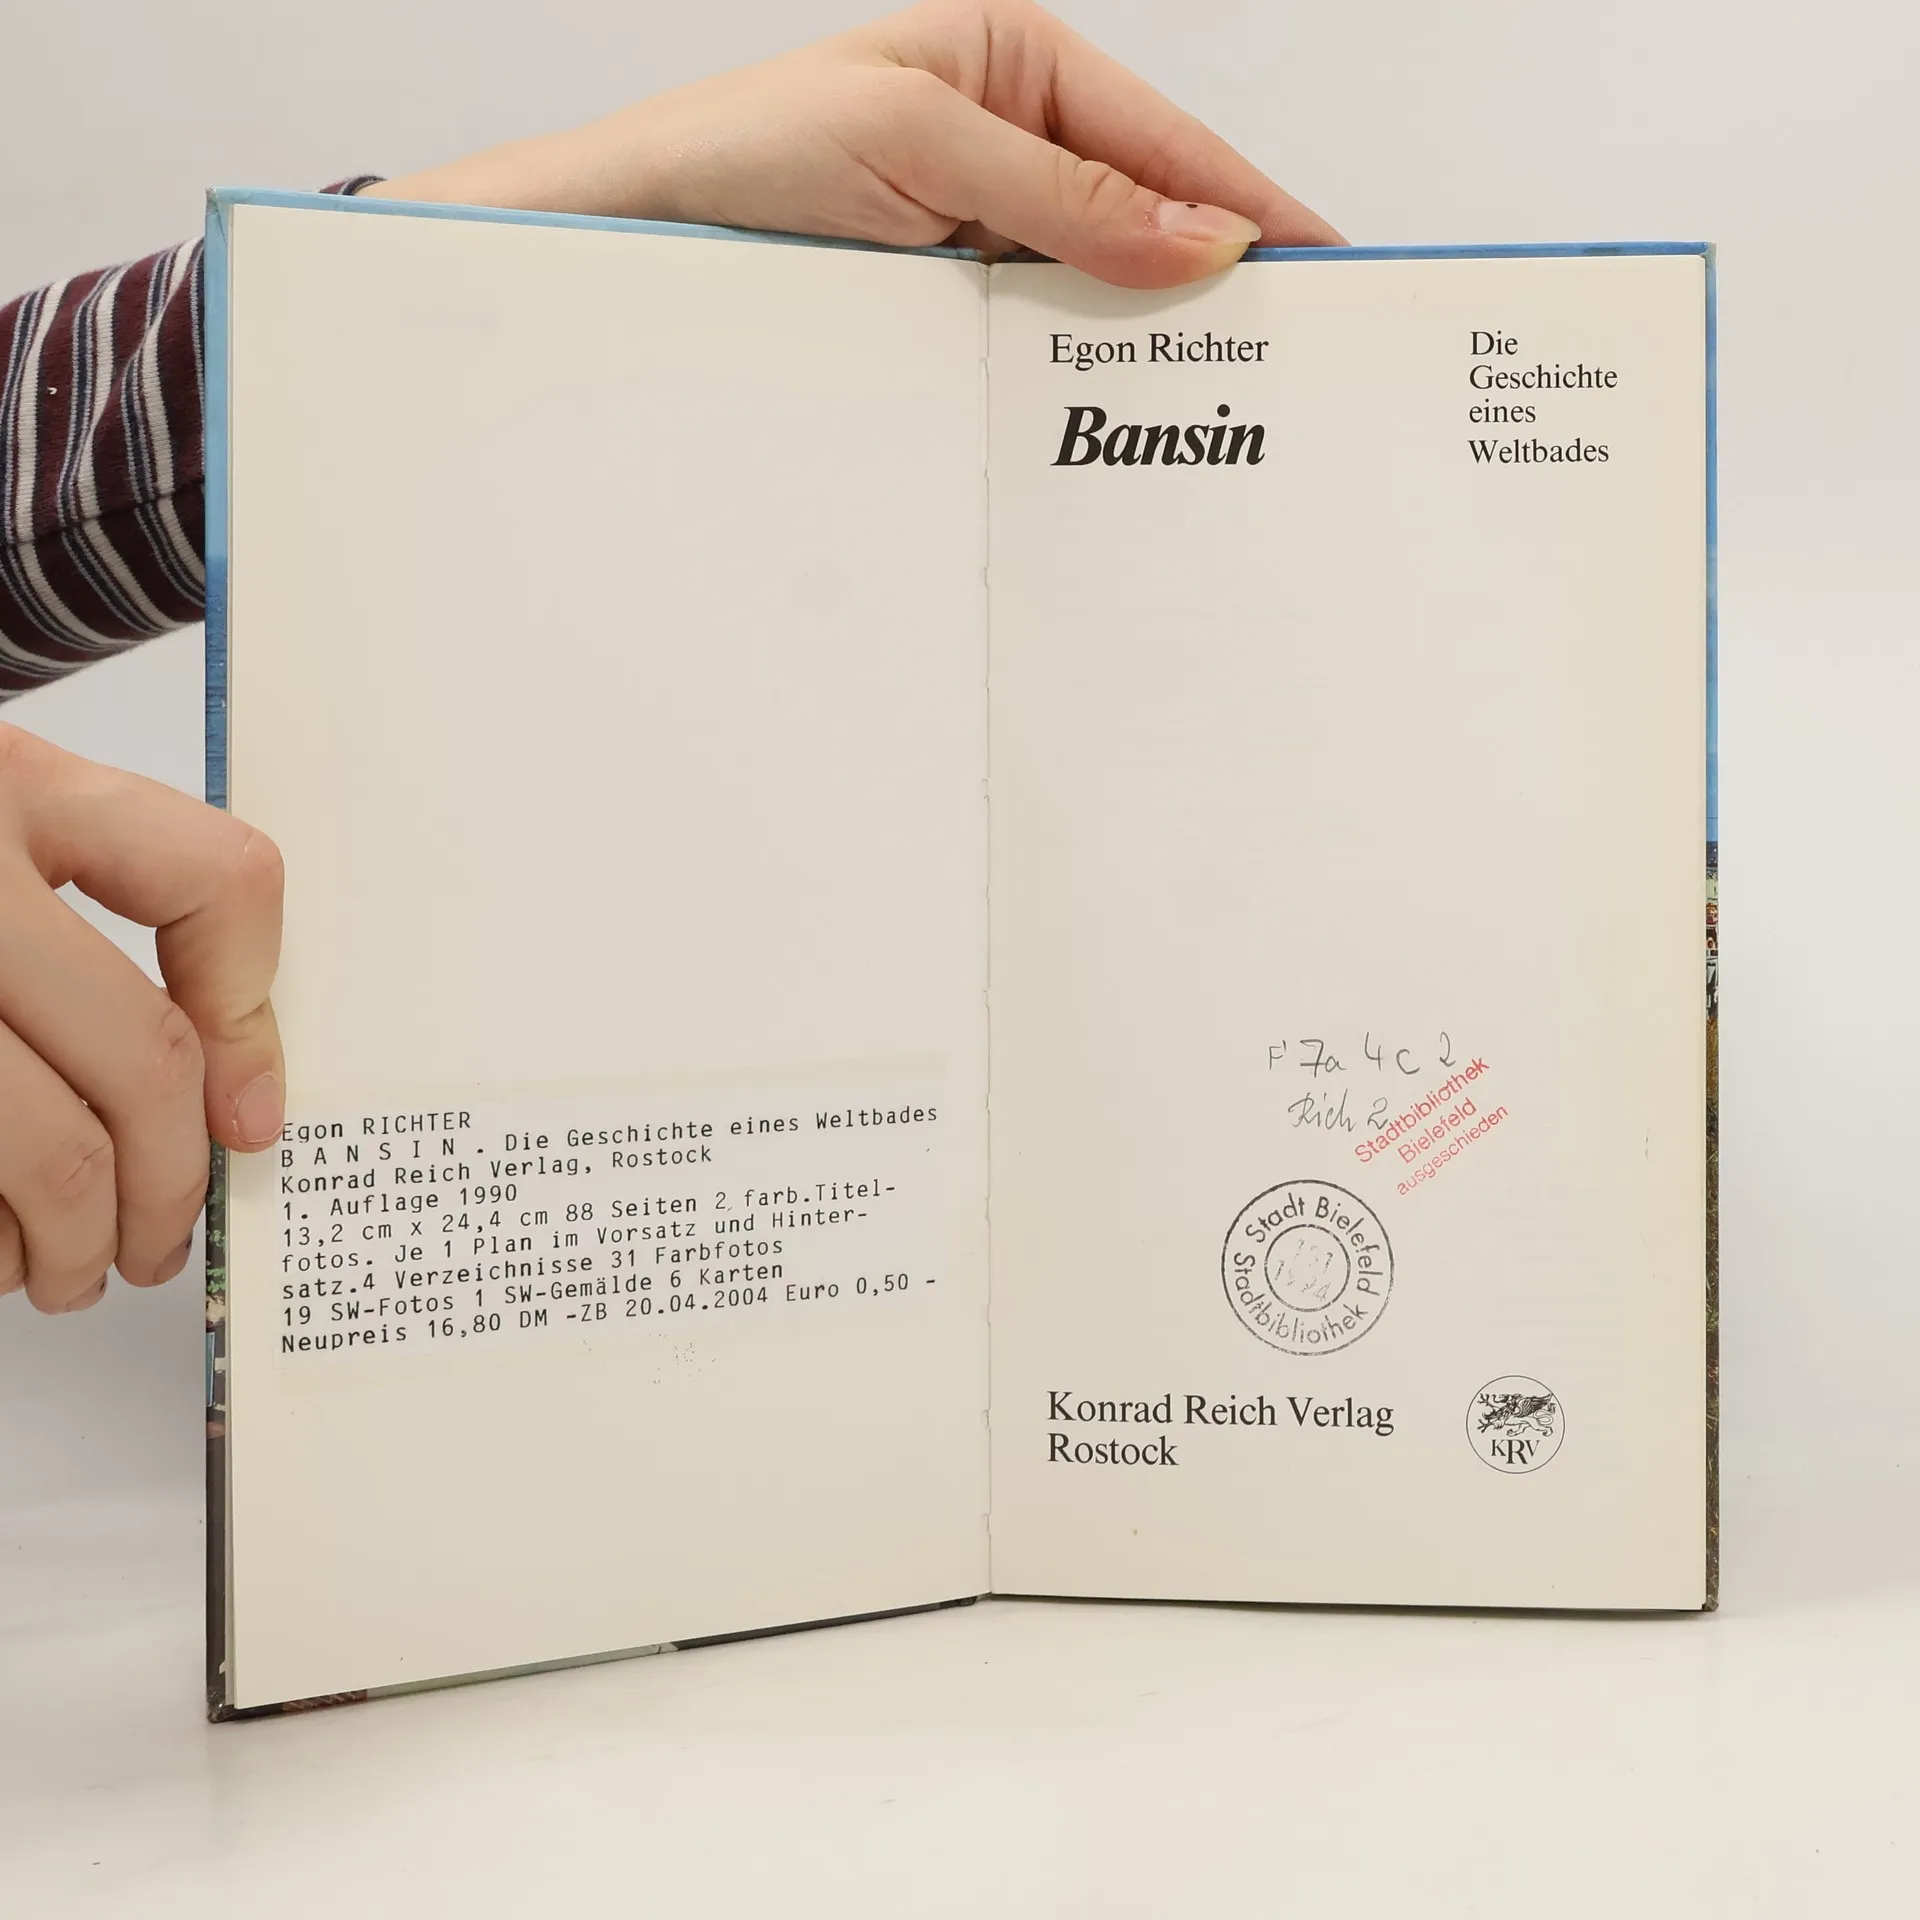 Egon RICHTER
B A N S I N . Die Geschichte eines Weltbades
Konrad Reich Verlag, Rostock
1. Auflage 1990
13,2 cm x 24,4 cm 88 Seiten 2 farb.Titel-
fotos. Je 1 Plan im Vorsatz und Hinter-
satz.4 Verzeichnisse 31 Farbfotos
19 SW-Fotos 1 SW-Gemälde 6 Karten
Neupreis 16,80 DM -ZB 20.04.2004 Euro 0,50 -
Egon Richter
Bansin
Die
Geschichte
eines
Weltbades
F 7a 4 C 2
Rich 2
Stadtbibliothek
Bielefeld
ausgeschieden
Stadt Bielefeld
Stadtbibliothek
Konrad Reich Verlag
Rostock
KRV